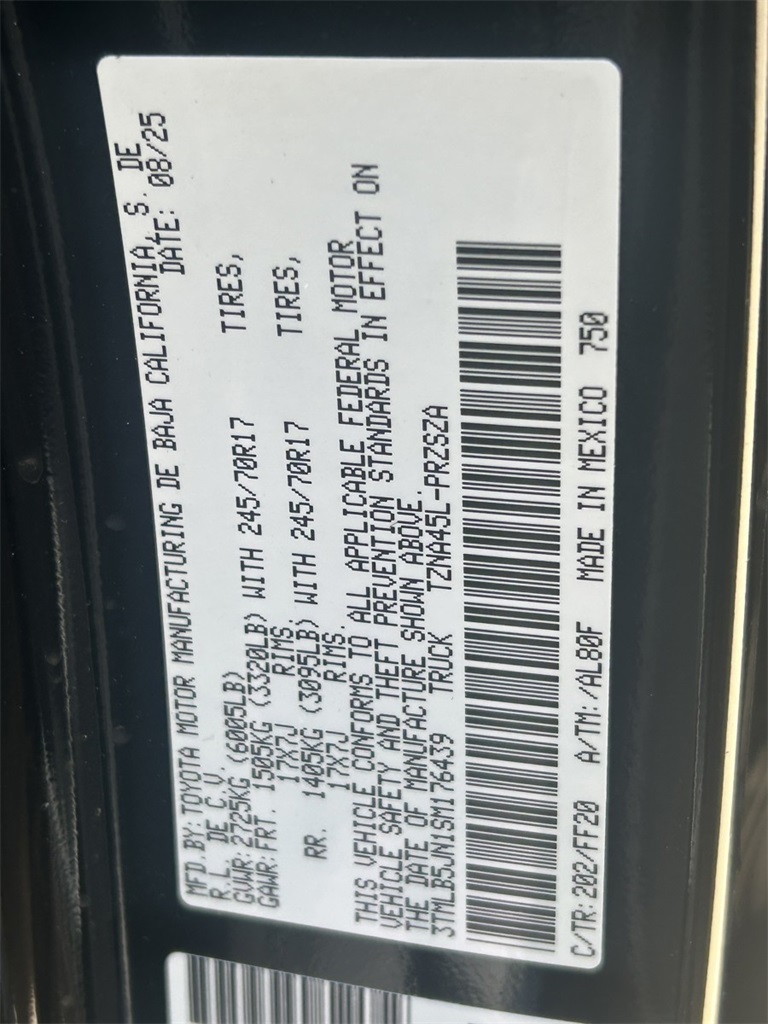 MFD.BY:TOYOTA MOTOR MANUFACTURING DE BAJA CALIFORNIA, S. DE
R.L. DE C.V. DATE: 08/25
GVWR:2725KG (6005LB)
GAWR:FRT. 1505KG (3320LB) WITH 245/70R17 TIRES,
17X7J RIMS,
RR. 1405KG (3095LB) WITH 245/70R17 TIRES,
17X7J RIMS.
THIS VEHICLE CONFORMS TO ALL APPLICABLE FEDERAL MOTOR
VEHICLE SAFETY AND THEFT PREVENTION STANDARDS IN EFFECT ON
THE DATE OF MANUFACTURE SHOWN ABOVE.
3TMLB5JN1SM176439 TRUCK TZNA45L-PRZSZA
C/TR:202/FF20 A/TM:/AL80F MADE IN MEXICO 750